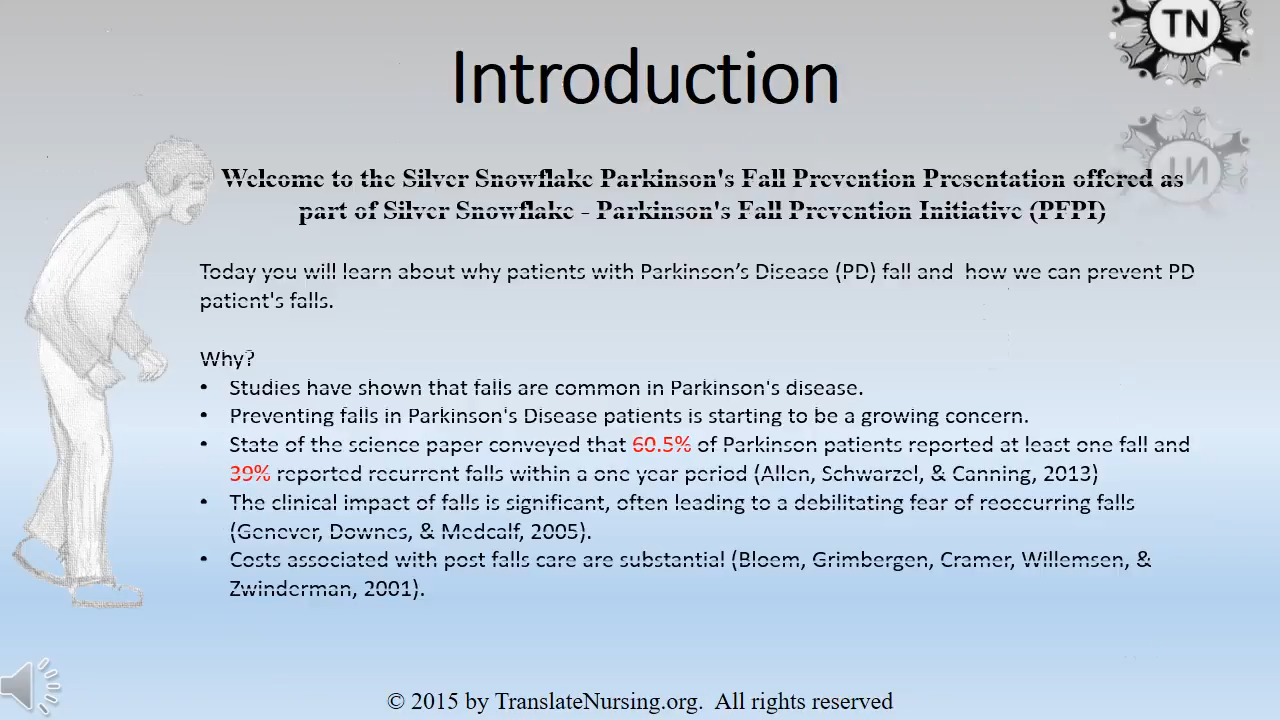 TN
Introduction
Welcome to the Silver Snowflake Parkinson's Fall Prevention Presentation offered as
part of Silver Snowflake - Parkinson's Fall Prevention Initiative (PFPI)
Today you will learn about why patients with Parkinson’s Disease (PD) fall and  how we can prevent PD
patient's falls.
Why?
• Studies have shown that falls are common in Parkinson's disease.
• Preventing falls in Parkinson's Disease patients is starting to be a growing concern.
• State of the science paper conveyed that 60.5% of Parkinson patients reported at least one fall and
39% reported recurrent falls within a one year period (Allen, Schwarzel, & Canning, 2013)
• The clinical impact of falls is significant, often leading to a debilitating fear of reoccurring falls
(Genever, Downes, & Medcalf, 2005).
• Costs associated with post falls care are substantial (Bloem, Grimbergen, Cramer, Willemsen, &
Zwinderman, 2001).
© 2015 by TranslateNursing.org.  All rights reserved